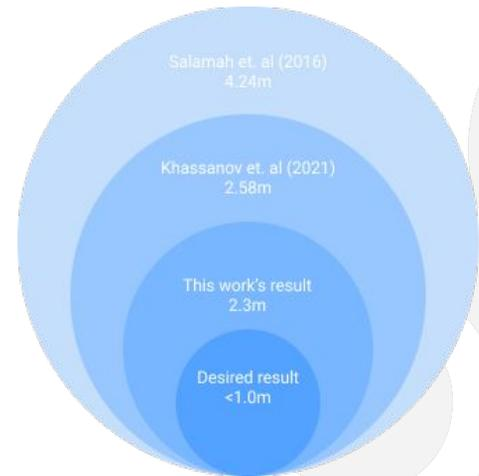 Salamah et. al (2016)
4.24m
Khassanov et. al (2021)
2.58m
This work's result
2.3m
Desired result
<1.0m